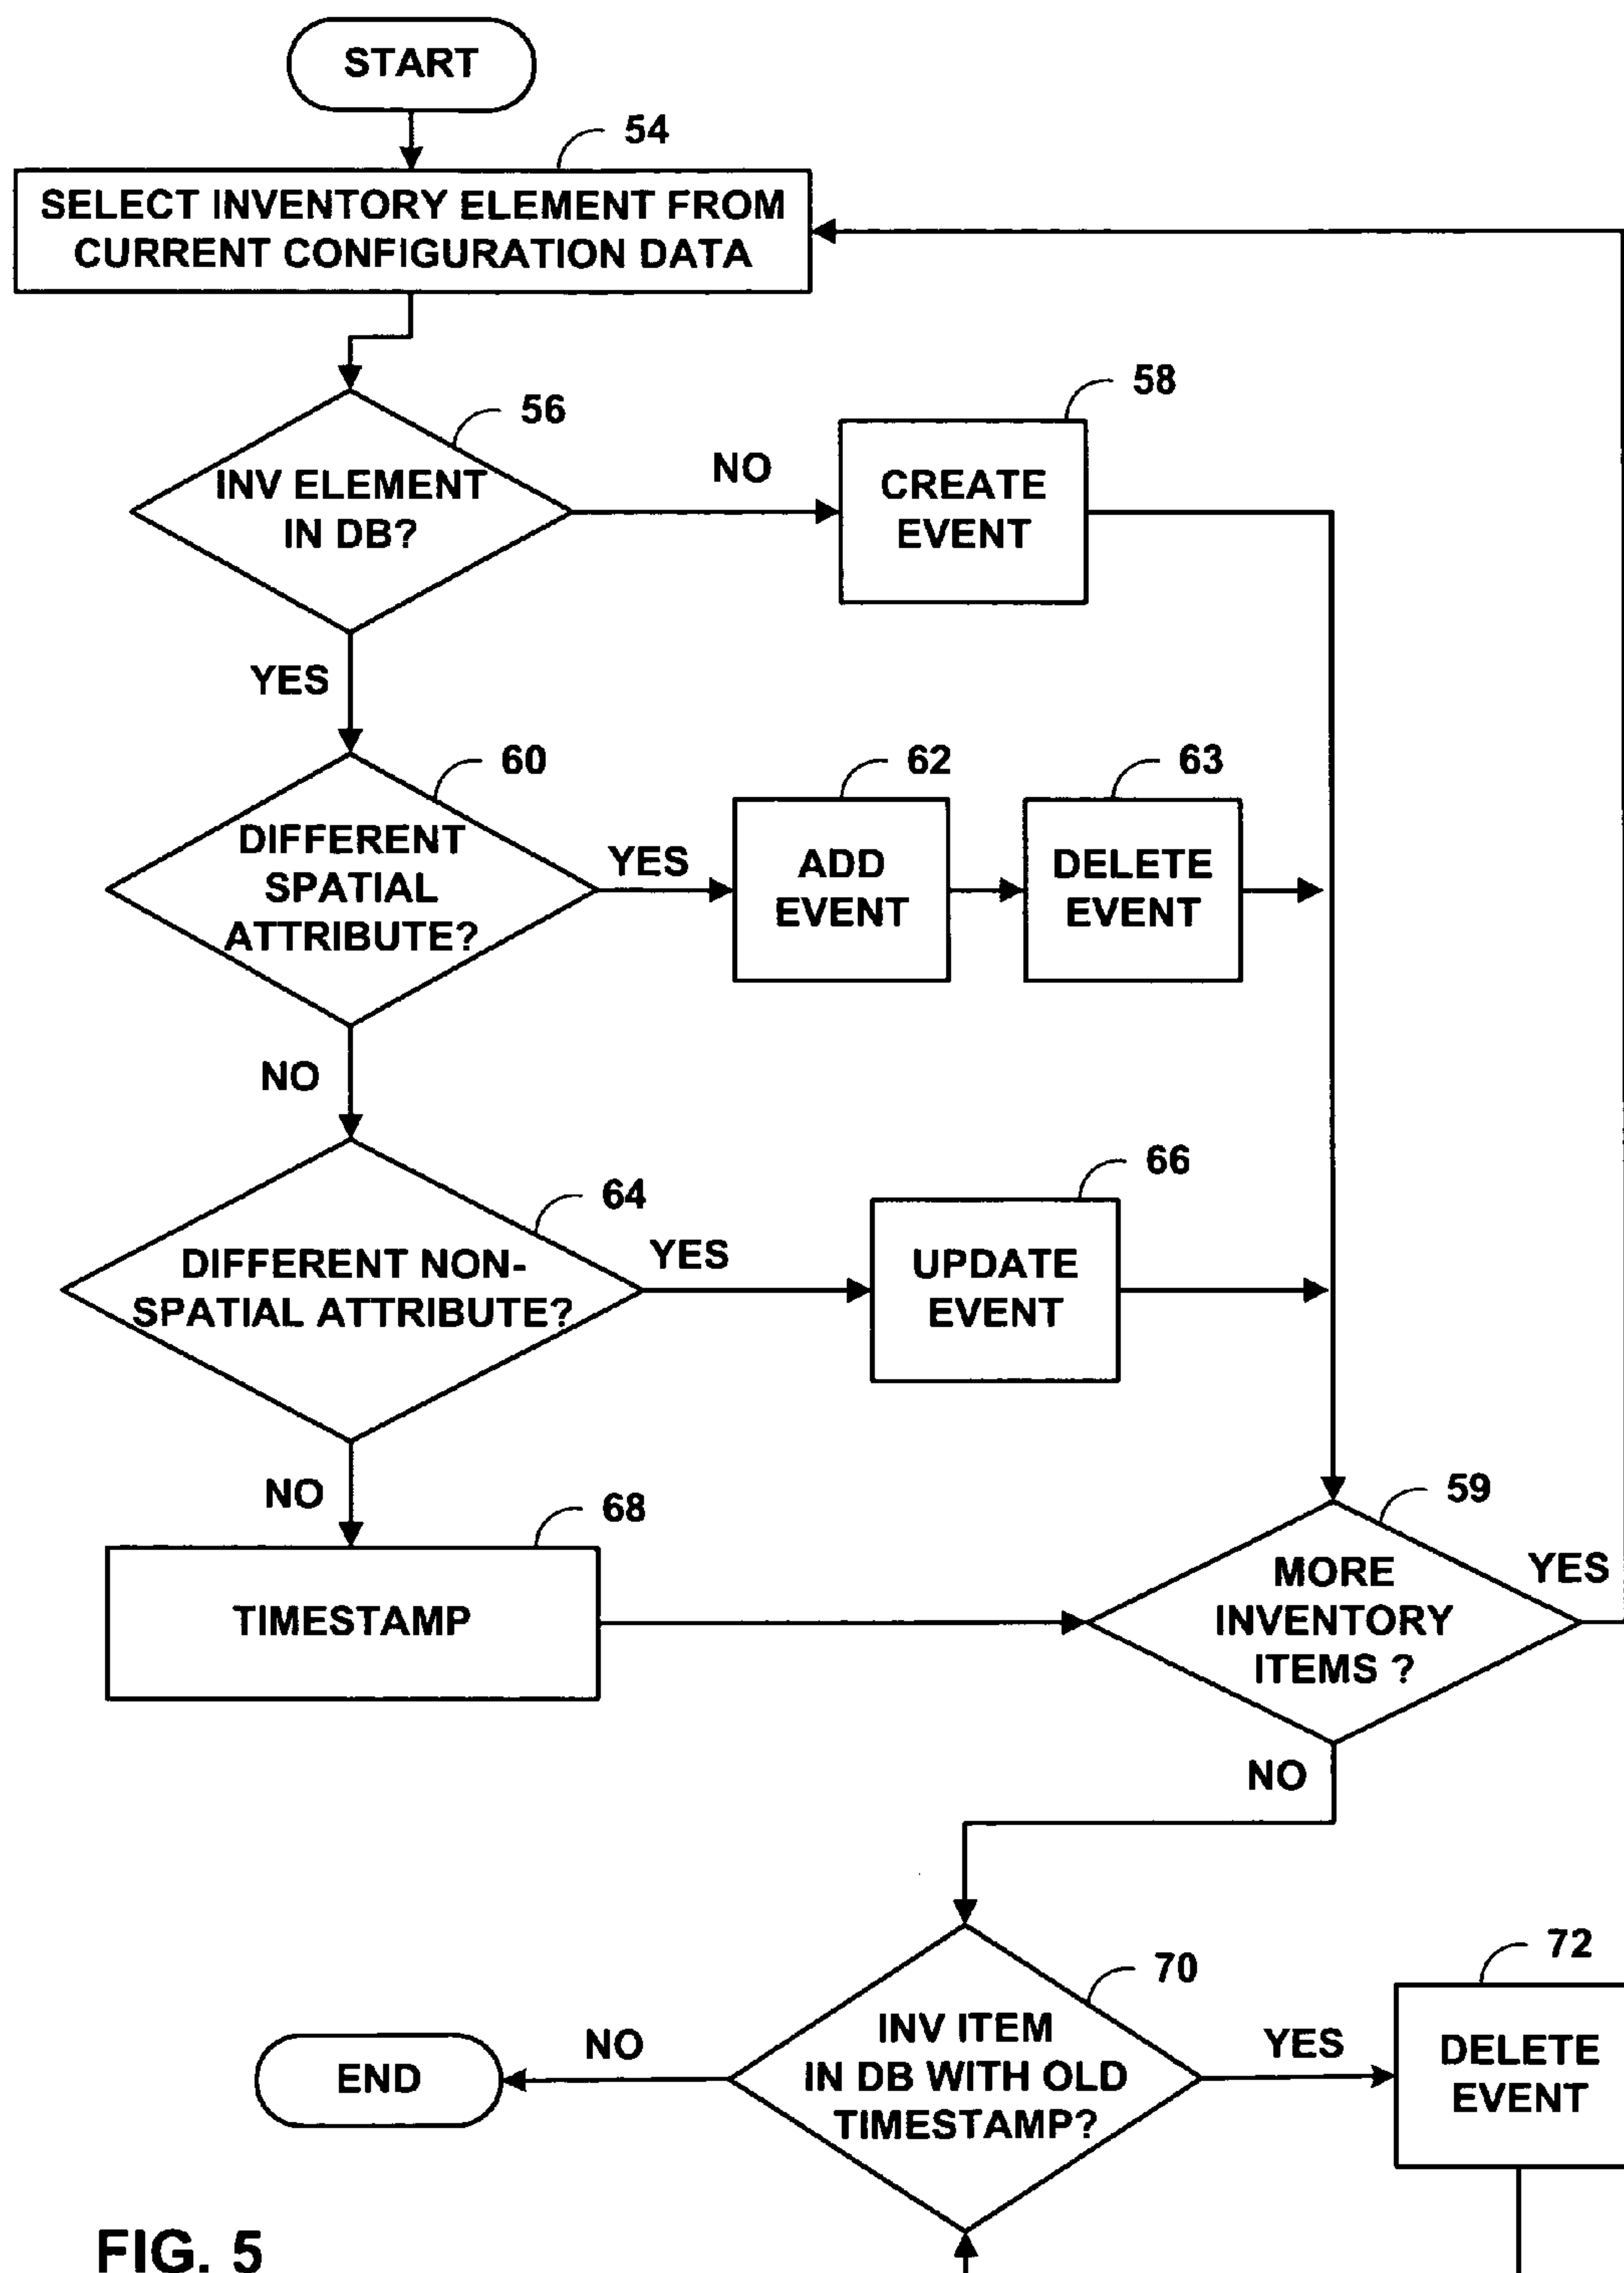 START
54
SELECT INVENTORY ELEMENT FROM
CURRENT CONFIGURATION DATA
56
INV ELEMENT
IN DB?
NO
58
CREATE
EVENT
YES
60
DIFFERENT
SPATIAL
ATTRIBUTE?
YES
62
ADD
EVENT
63
DELETE
EVENT
NO
64
DIFFERENT NON-
SPATIAL ATTRIBUTE?
YES
66
UPDATE
EVENT
NO
68
TIMESTAMP
59
MORE
INVENTORY
ITEMS ?
YES
NO
70
INV ITEM
IN DB WITH OLD
TIMESTAMP?
NO
END
YES
72
DELETE
EVENT
FIG. 5